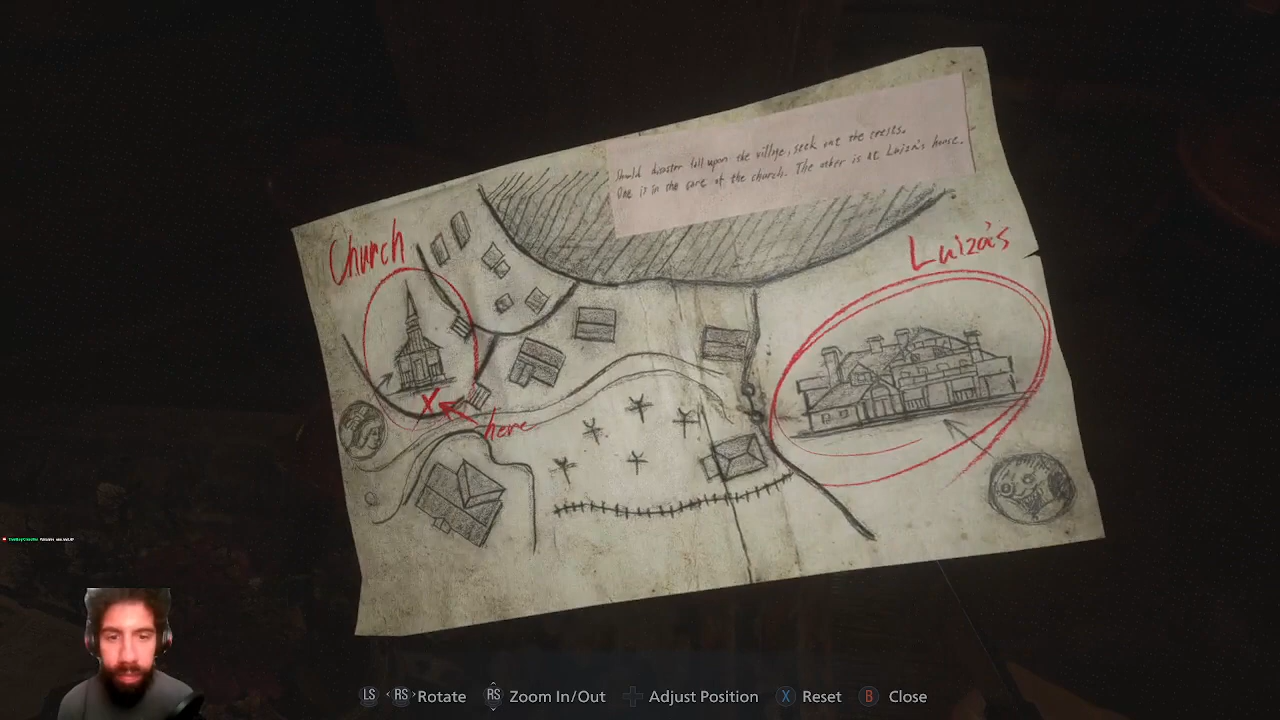 Should disaster fall upon the village, seek out the crests.
One is in the care of the church. The other is at Luiza's house.
Church
Luiza's
here
LS RS Rotate RS Zoom In/Out Adjust Position X Reset B Close